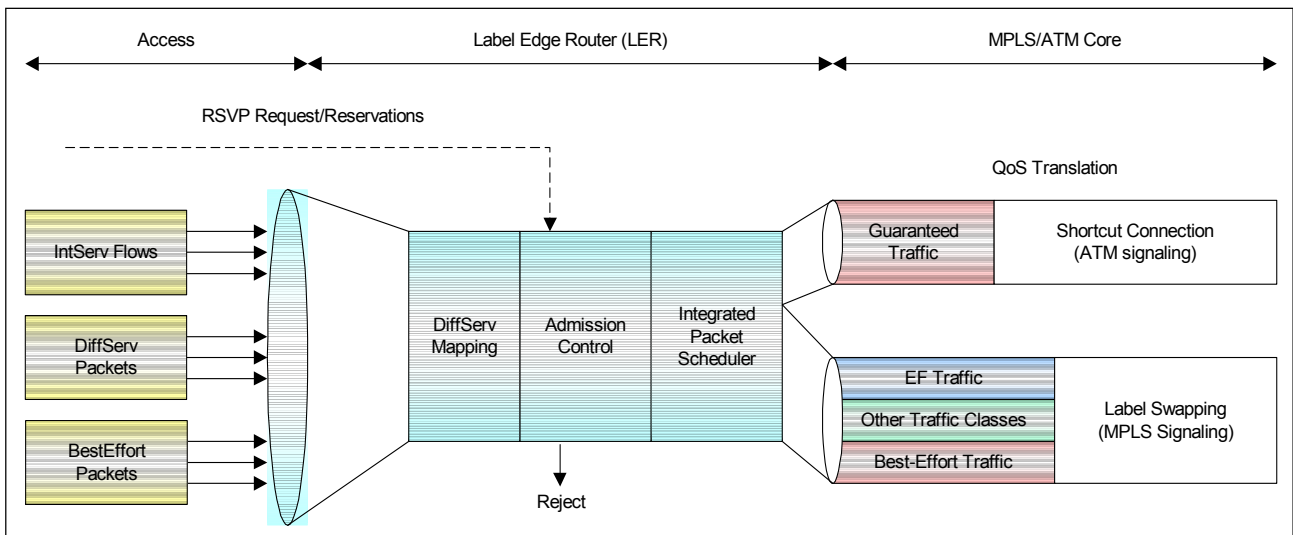 Access
Label Edge Router (LER)
MPLS/ATM Core
RSVP Request/Reservations
QoS Translation
IntServ Flows
DiffServ
Packets
BestEffort
Packets
DiffServ
Mapping
Admission
Control
Integrated
Packet
Scheduler
Reject
Guaranteed
Traffic
Shortcut Connection
(ATM signaling)
EF Traffic
Other Traffic Classes
Best-Effort Traffic
Label Swapping
(MPLS Signaling)